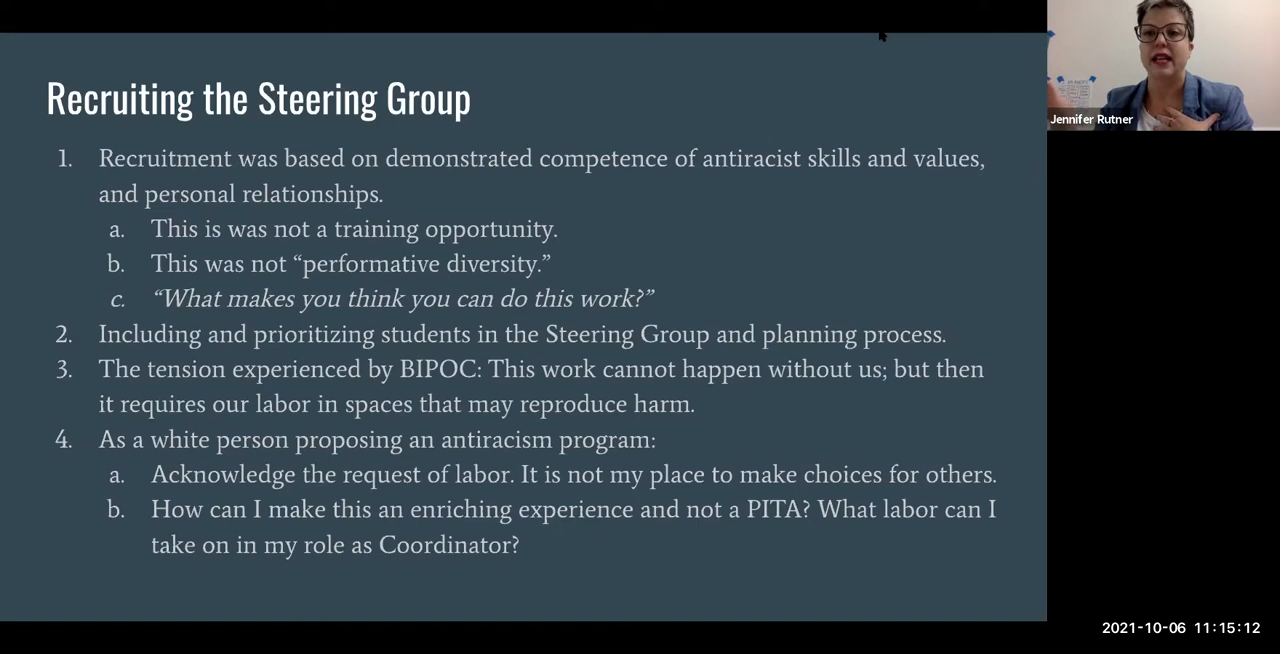 Recruiting the Steering Group
1. Recruitment was based on demonstrated competence of antiracist skills and values,
and personal relationships.
a. This is was not a training opportunity.
b. This was not “performative diversity.”
c. “What makes you think you can do this work?”
2. Including and prioritizing students in the Steering Group and planning process.
3. The tension experienced by BIPOC: This work cannot happen without us; but then
it requires our labor in spaces that may reproduce harm.
4. As a white person proposing an antiracism program:
a. Acknowledge the request of labor. It is not my place to make choices for others.
b. How can I make this an enriching experience and not a PITA? What labor can I
take on in my role as Coordinator?
Jennifer Rutner
2021-10-06 11:15:12